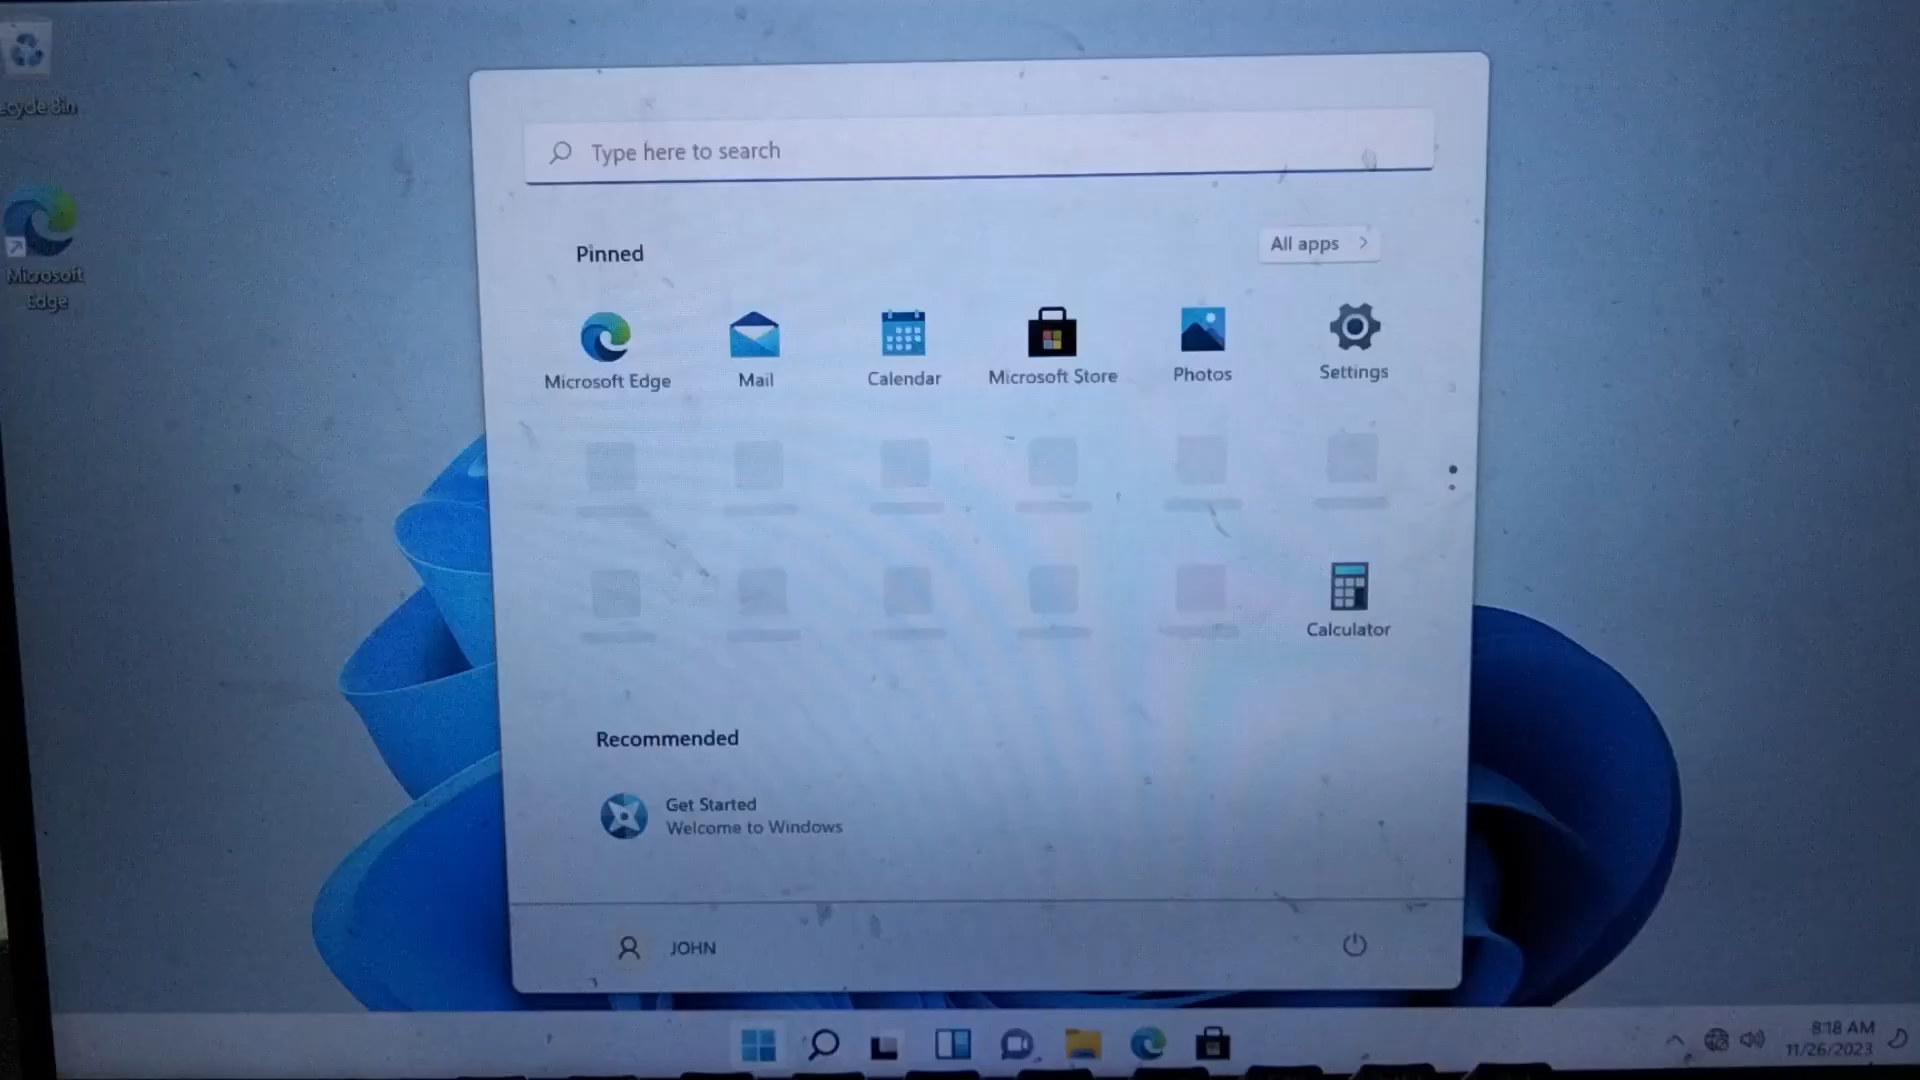 ecycle Bin
Microsoft
Edge
Type here to search
Pinned
All apps
Microsoft Edge
Mail
Calendar
Microsoft Store
Photos
Settings
Calculator
Recommended
Get Started
Welcome to Windows
JOHN
8:18 AM
11/26/2023